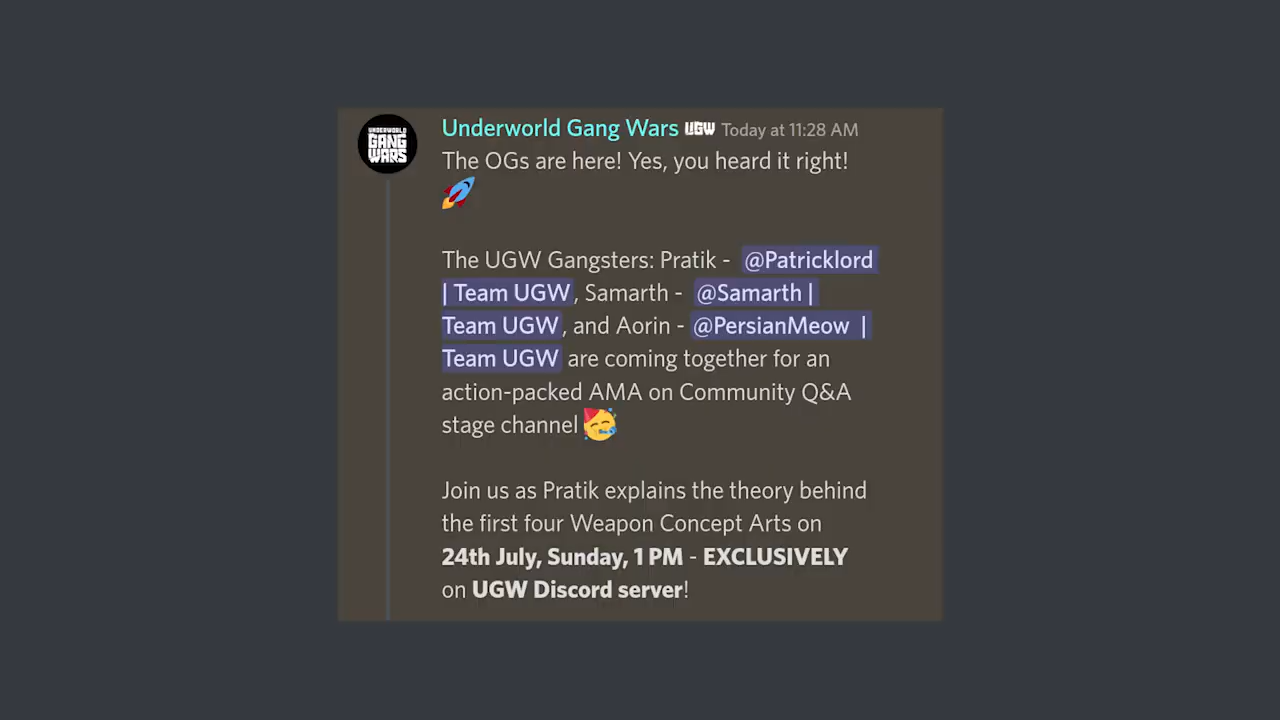 UNDERWORLD
GANG
WARS
Underworld Gang Wars UGW Today at 11:28 AM
The OGs are here! Yes, you heard it right!
🚀
The UGW Gangsters: Pratik - @Patricklord
| Team UGW, Samarth - @Samarth |
Team UGW, and Aorin - @PersianMeow |
Team UGW are coming together for an
action-packed AMA on Community Q&A
stage channel 🥳
Join us as Pratik explains the theory behind
the first four Weapon Concept Arts on
24th July, Sunday, 1 PM - EXCLUSIVELY
on UGW Discord server!